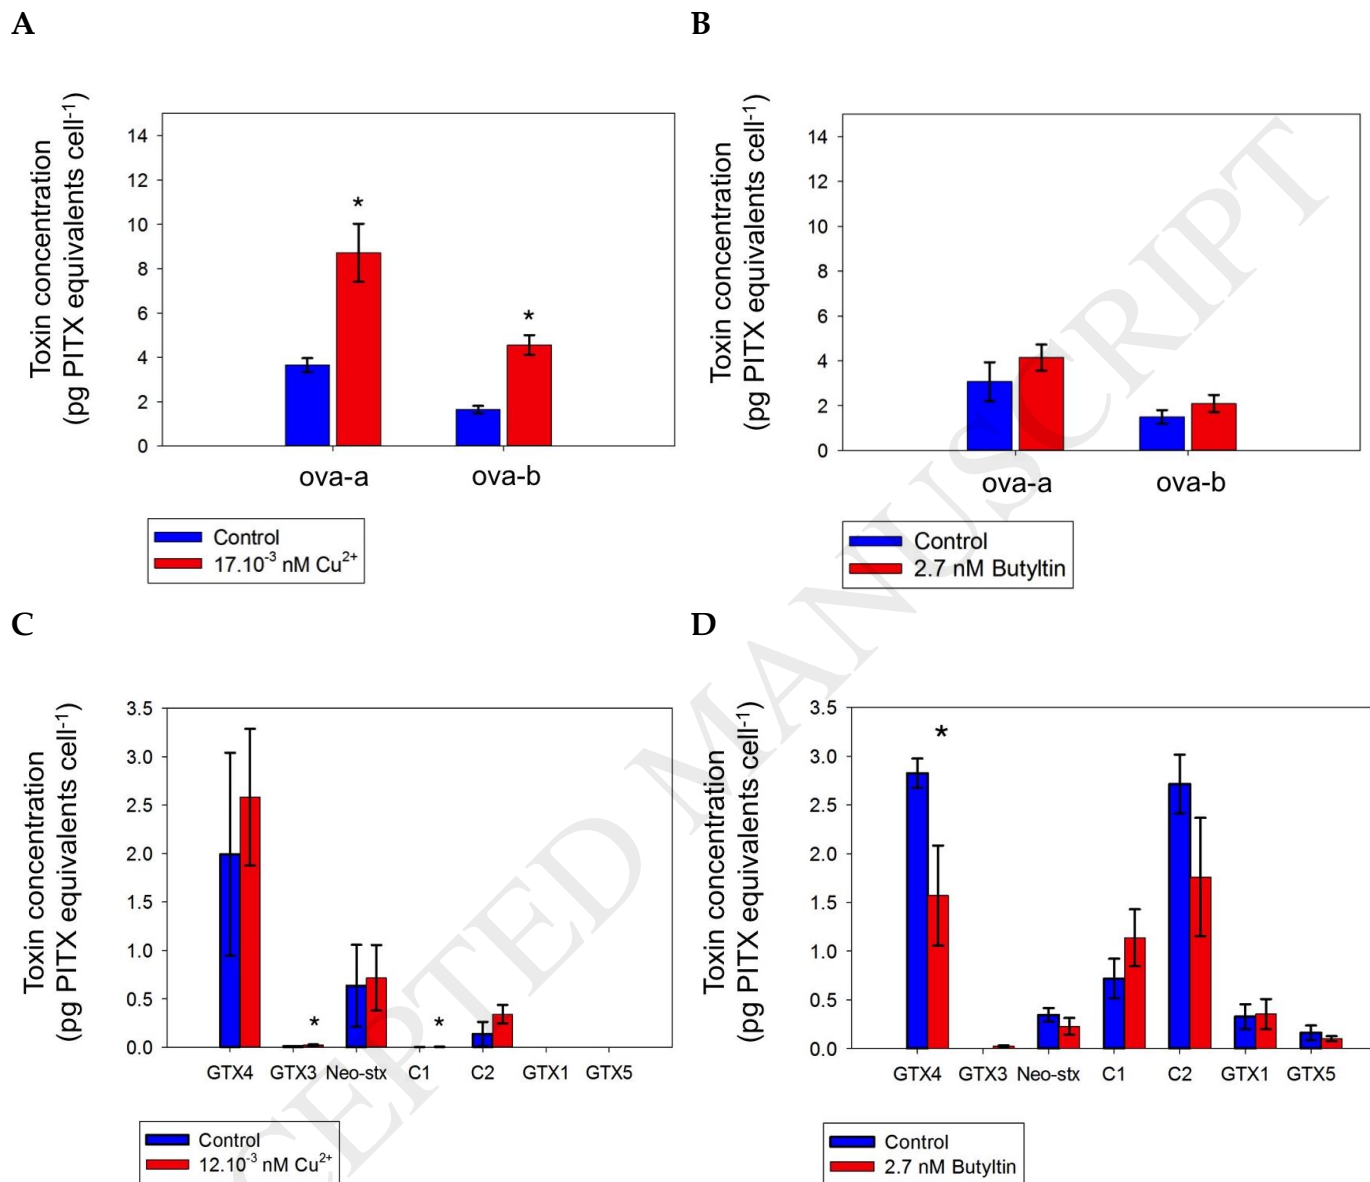 A
B
Toxin concentration
(pg PITX equivalents cell-1)
14
12
10
8
6
4
2
0
*
*
ova-a ova-b
Control
17.10-3 nM Cu2+
Toxin concentration
(pg PITX equivalents cell-1)
14
12
10
8
6
4
2
0
ova-a ova-b
Control
2.7 nM Butyltin
C
D
Toxin concentration
(pg PITX equivalents cell-1)
3.5
3.0
2.5
2.0
1.5
1.0
0.5
0.0
*
*
GTX4 GTX3 Neo-stx C1 C2 GTX1 GTX5
Control
12.10-3 nM Cu2+
Toxin concentration
(pg PITX equivalents cell-1)
3.5
3.0
2.5
2.0
1.5
1.0
0.5
0.0
*
GTX4 GTX3 Neo-stx C1 C2 GTX1 GTX5
Control
2.7 nM Butyltin
CEPTED MANUSCRIPT